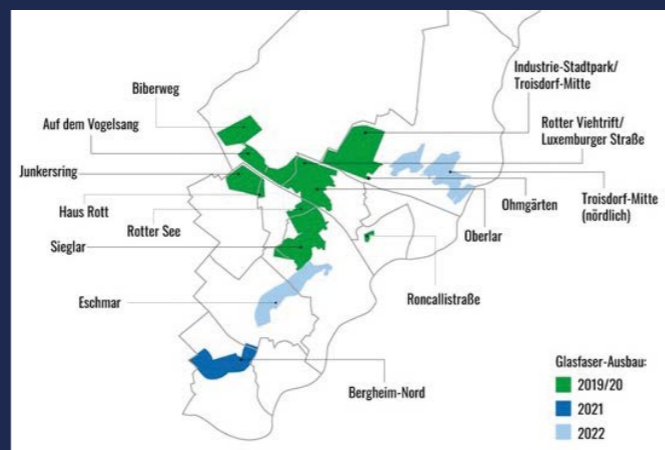 Industrie-Stadtpark/
Troisdorf-Mitte
Biberweg
Rotter Viehtrift/
Luxemburger Straße
Auf dem Vogelsang
Junkersring
Haus Rott
Rotter See
Ohmgärten
Troisdorf-Mitte
(nördlich)
Oberlar
Sieglar
Eschmar
Roncallistraße
Bergheim-Nord
Glasfaser-Ausbau:
2019/20
2021
2022